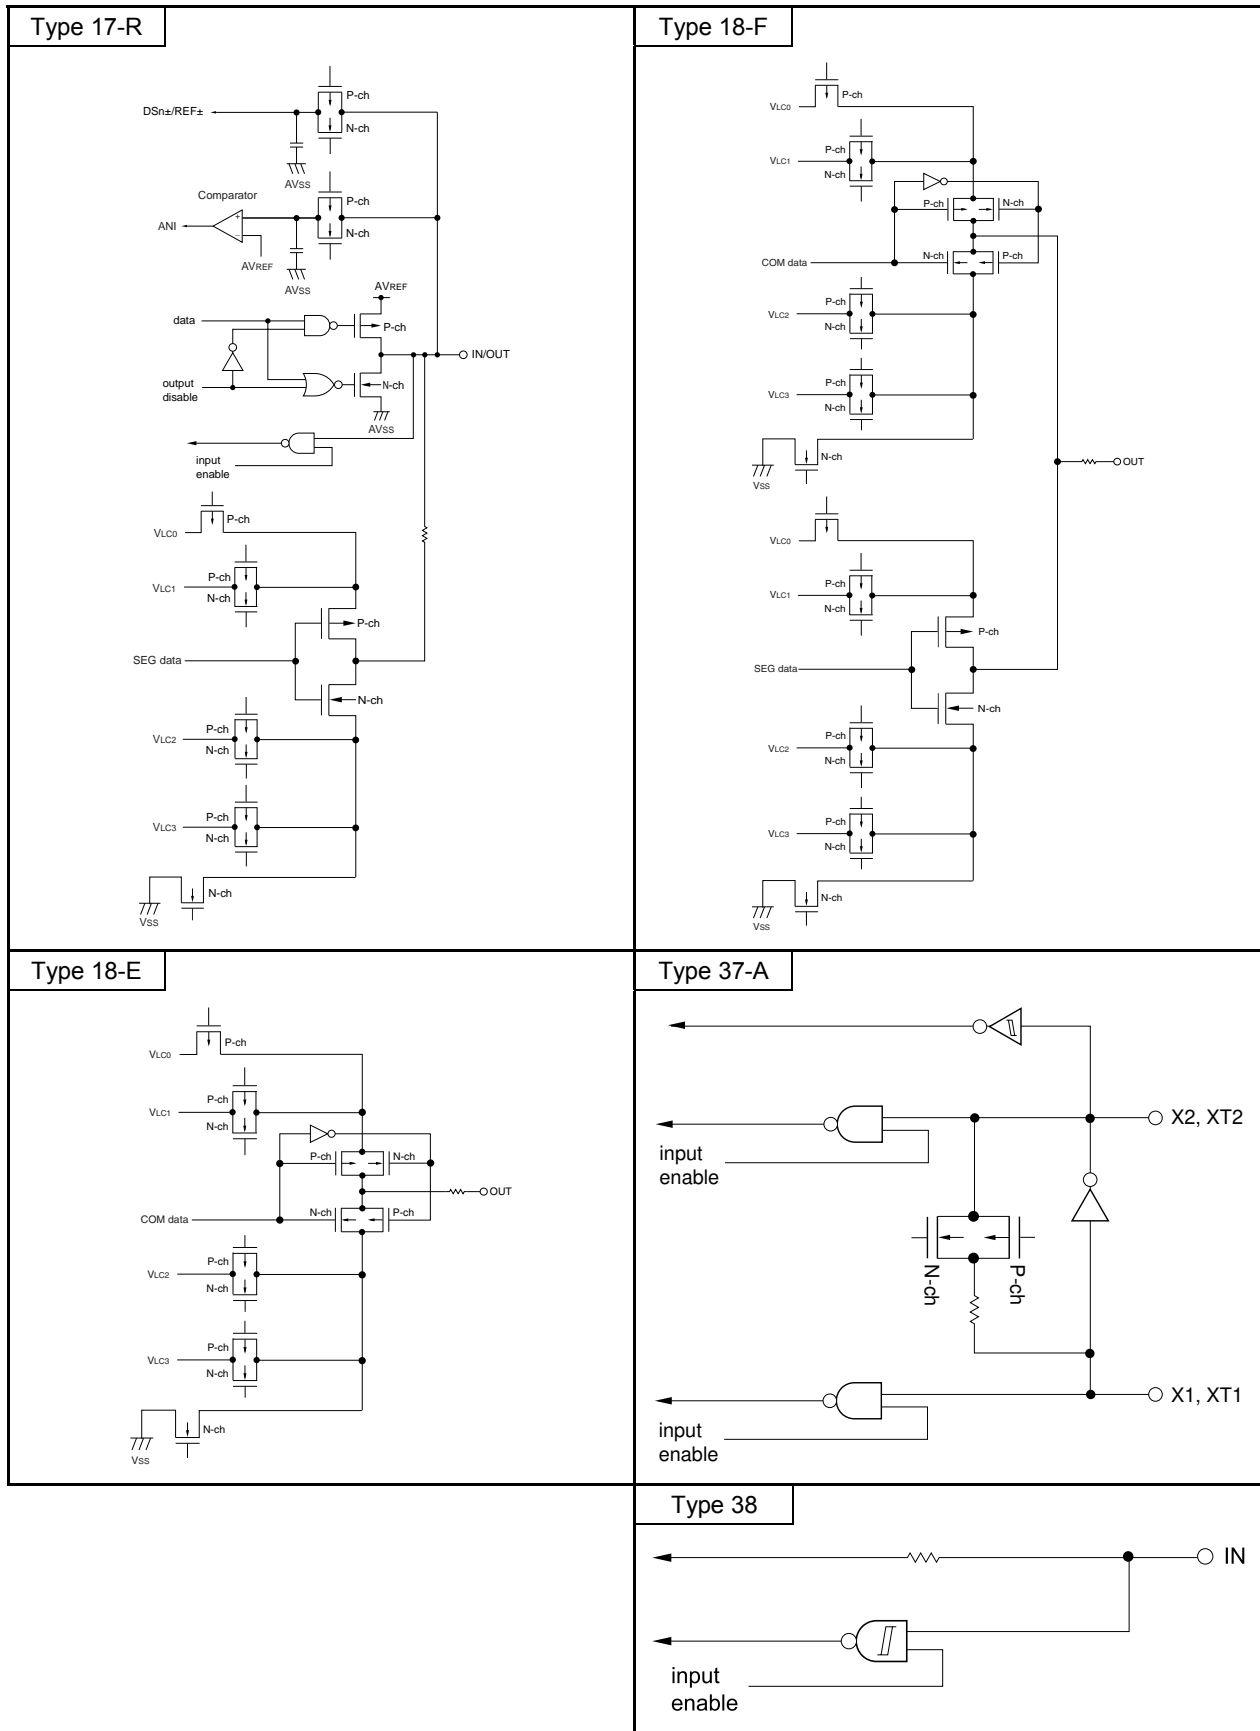 Type 17-R
P-ch
DSn±/REF±
N-ch
AVSS
Comparator
P-ch
+
ANI
−
N-ch
AVREF
AVSS
AVREF
data
P-ch
IN/OUT
output
disable
N-ch
AVSS
input
enable
P-ch
VLC0
P-ch
VLC1
N-ch
P-ch
SEG data
N-ch
P-ch
VLC2
N-ch
P-ch
VLC3
N-ch
N-ch
VSS
Type 18-F
P-ch
VLC0
P-ch
VLC1
N-ch
P-ch
N-ch
COM data
N-ch
P-ch
P-ch
VLC2
N-ch
P-ch
VLC3
N-ch
N-ch
VSS
OUT
P-ch
VLC0
P-ch
VLC1
N-ch
P-ch
SEG data
N-ch
P-ch
VLC2
N-ch
P-ch
VLC3
N-ch
N-ch
VSS
Type 18-E
P-ch
VLC0
P-ch
VLC1
N-ch
P-ch
N-ch
OUT
COM data
N-ch
P-ch
P-ch
VLC2
N-ch
P-ch
VLC3
N-ch
N-ch
VSS
Type 37-A
X2, XT2
input
enable
N-ch
P-ch
X1, XT1
input
enable
Type 38
IN
input
enable